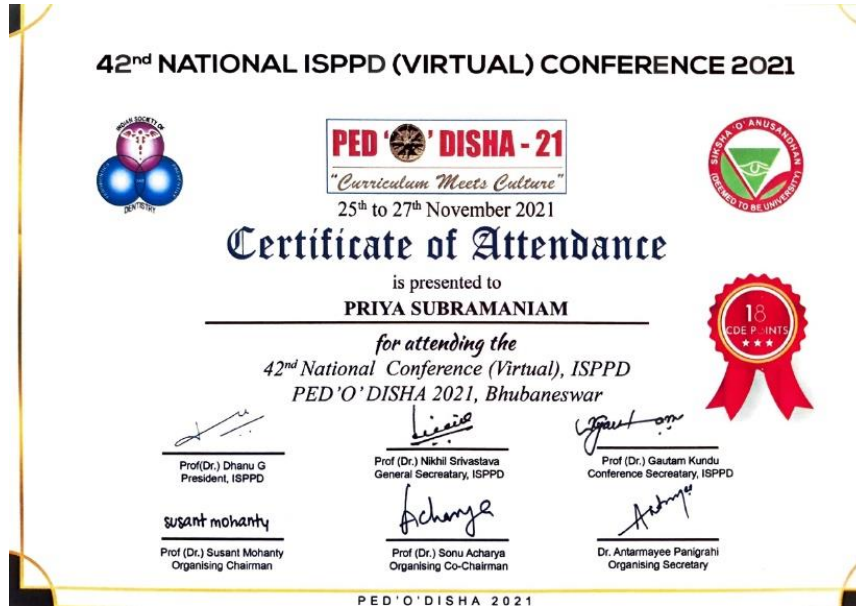 42nd NATIONAL ISPPD (VIRTUAL) CONFERENCE 2021
INDIAN SOCIETY OF
DENTISTRY
PED 'O' DISHA - 21
"Curriculum Meets Culture"
SIKSHA 'O' ANUSANDHAN
(DEEMED TO BE UNIVERSITY)
25th to 27th November 2021
Certificate of Attendance
is presented to
PRIYA SUBRAMANIAM
18
CDE POINTS
for attending the
42nd National Conference (Virtual), ISPPD
PED'O' DISHA 2021, Bhubaneswar
Prof(Dr.) Dhanu G
President, ISPPD
Prof (Dr.) Nikhil Srivastava
General Secreatary, ISPPD
Prof (Dr.) Gautam Kundu
Conference Secreatary, ISPPD
susant mohanty
Acharya
Prof (Dr.) Susant Mohanty
Organising Chairman
Prof (Dr.) Sonu Acharya
Organising Co-Chairman
Dr. Antarmayee Panigrahi
Organising Secretary
PED'O'DISHA 2021